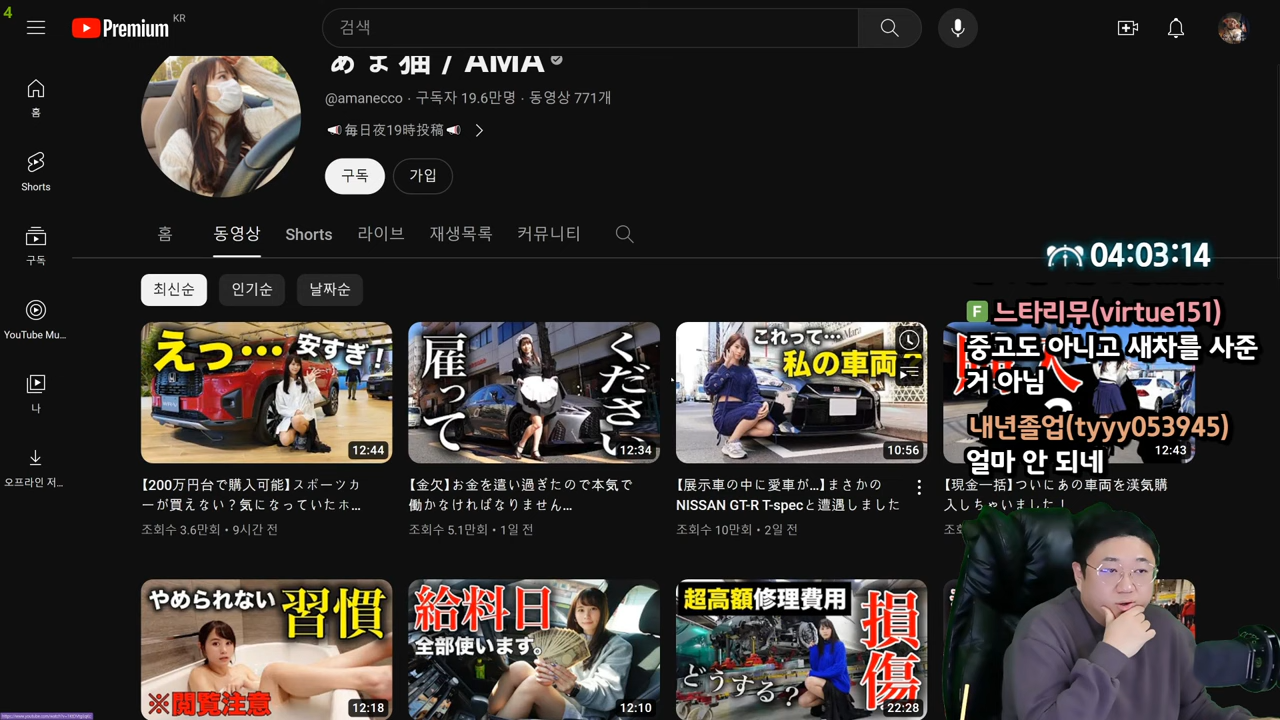 4
Premium KR
검색
홈
Shorts
구독
YouTube Mu...
나
오프라인 저...
あま猫 / AMA
@amanecco · 구독자 19.6만명 · 동영상 771개
📢毎日夜19時投稿📢
구독
가입
홈
동영상
Shorts
라이브
재생목록
커뮤니티
최신순
인기순
날짜순
えっ… 安すぎ!
12:44
【200万円台で購入可能】スポーツカ
ーが買えない？気になっていたホ...
조회수 3.6만회 • 9시간 전
雇って
ください
12:34
【金欠】お金を遣い過ぎたので本気で
働かなければなりません...
조회수 5.1만회 • 1일 전
これって…
私の車両
10:56
【展示車の中に愛車が...】まさかの
NISSAN GT-R T-specと遭遇しました
조회수 10만회 • 2일 전
12:43
【現金一括】ついにあの車両を漢気購
入しちゃいました！
04:03:14
F 느타리무(virtue151)
중고도 아니고 새차를 사준
거 아님
내년졸업(tyyy053945)
얼마 안 되네
やめられない 習慣
※閲覧注意
12:18
給料日
全部使います。
12:10
超高額修理費用
損傷
どうする？
22:28